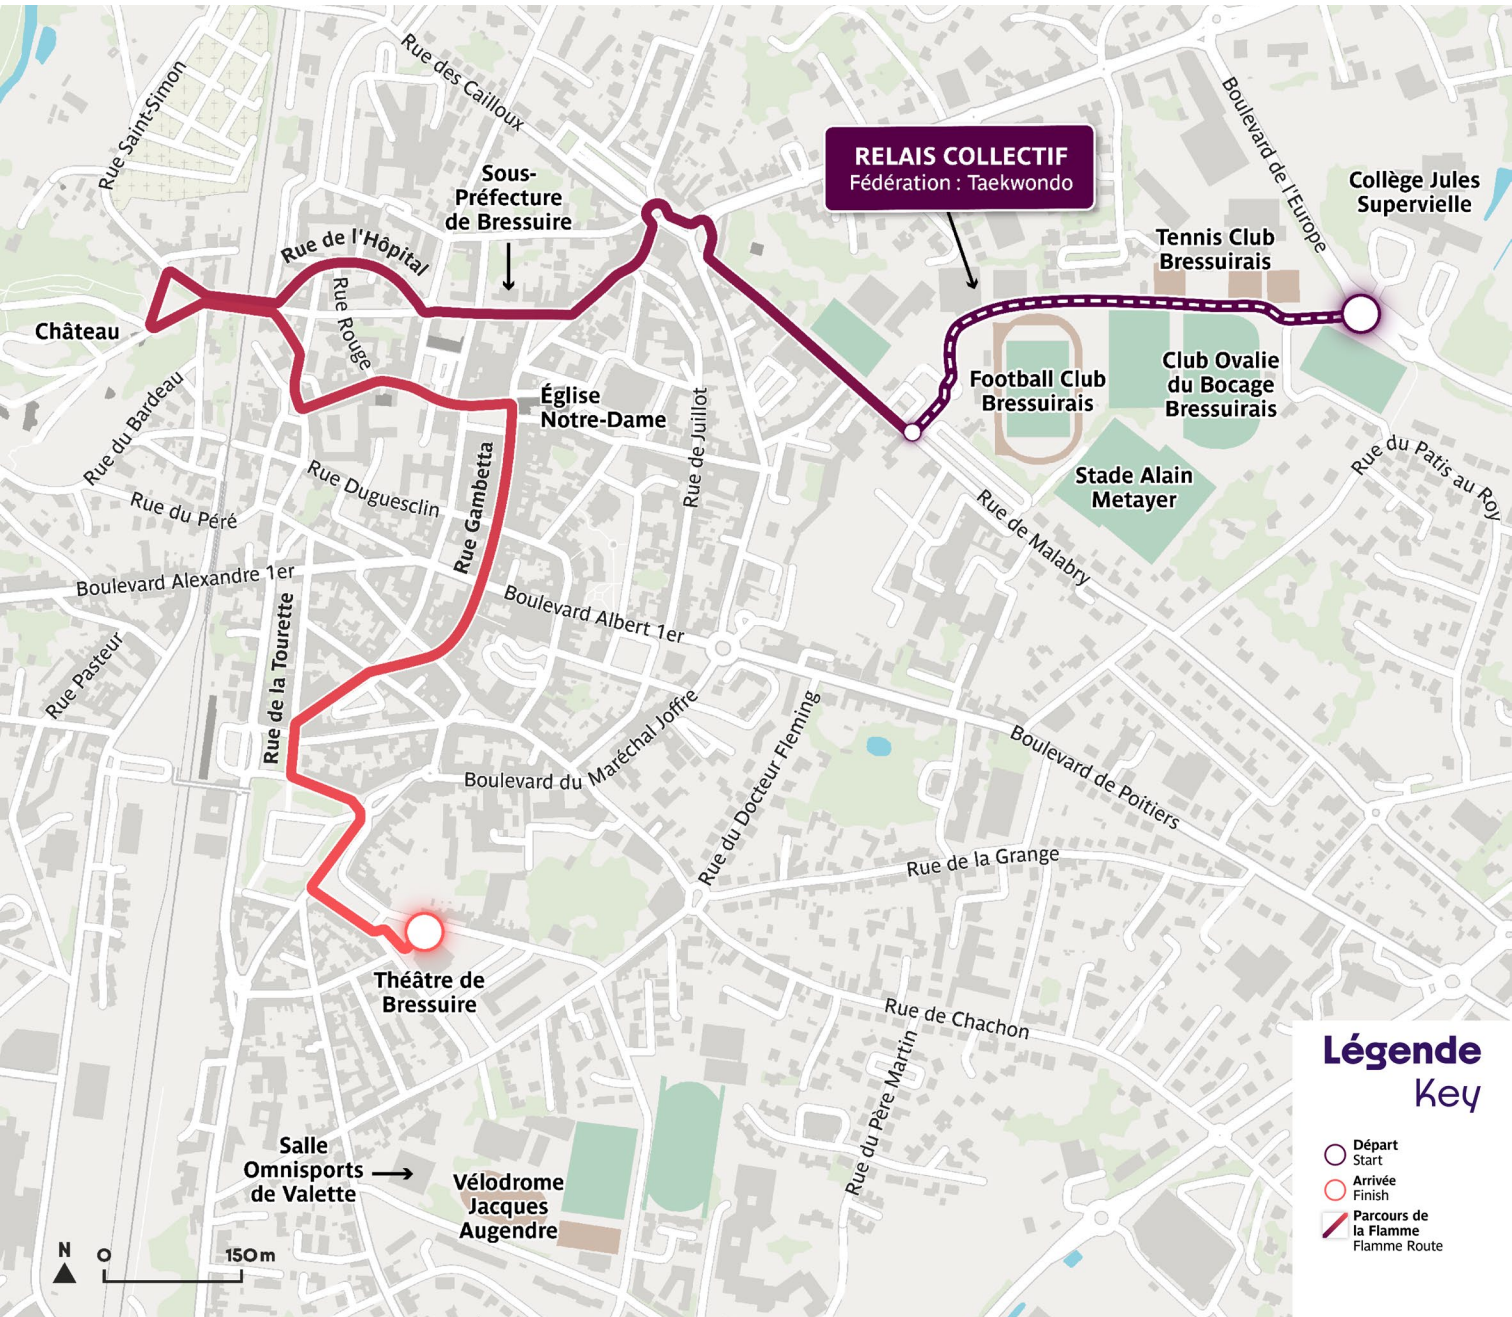 Rue des Cailloux
Rue Saint-Simon
Boulevard de l'Europe
RELAIS COLLECTIF
Fédération : Taekwondo
Sous-
Préfecture
de Bressuire
Collège Jules
Supervielle
Rue de l'Hôpital
Tennis Club
Bressuirais
Rue Rouge
Château
Club Ovalie
du Bocage
Bressuirais
Football Club
Bressuirais
Église
Notre-Dame
Rue de Juillot
Rue du Bardeau
Rue du Patis au Roy
Stade Alain
Metayer
Rue Duguesclin
Rue Gambetta
Rue du Péré
Rue de Malabry
Boulevard Alexandre 1er
Boulevard Albert 1er
Rue de la Tourette
Rue Pasteur
Boulevard du Maréchal Joffre
Rue du Docteur Fleming
Boulevard de Poitiers
Rue de la Grange
Théâtre de
Bressuire
Rue de Chachon
Rue du Père Martin
Salle
Omnisports
de Valette
Vélodrome
Jacques
Augendre
N
0
150m
Légende
Key
Départ
Start
Arrivée
Finish
Parcours de
la Flamme
Flamme Route